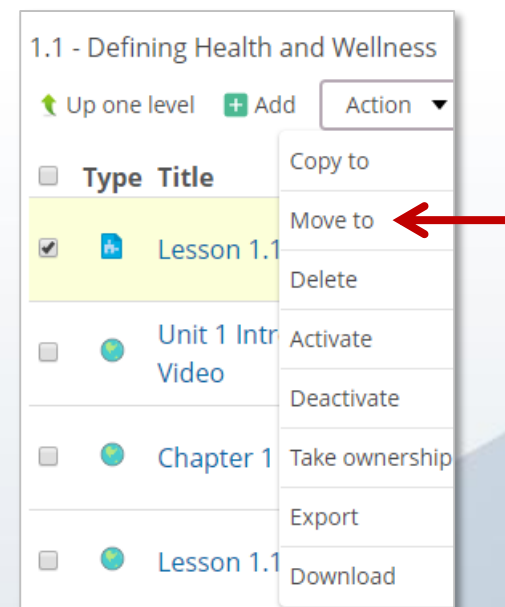 1.1 - Defining Health and Wellness
Up one level Add Action
Type Title
Copy to
Move to
Lesson 1.1
Delete
Unit 1 Intr
Video
Activate
Deactivate
Chapter 1
Take ownership
Export
Lesson 1.1
Download